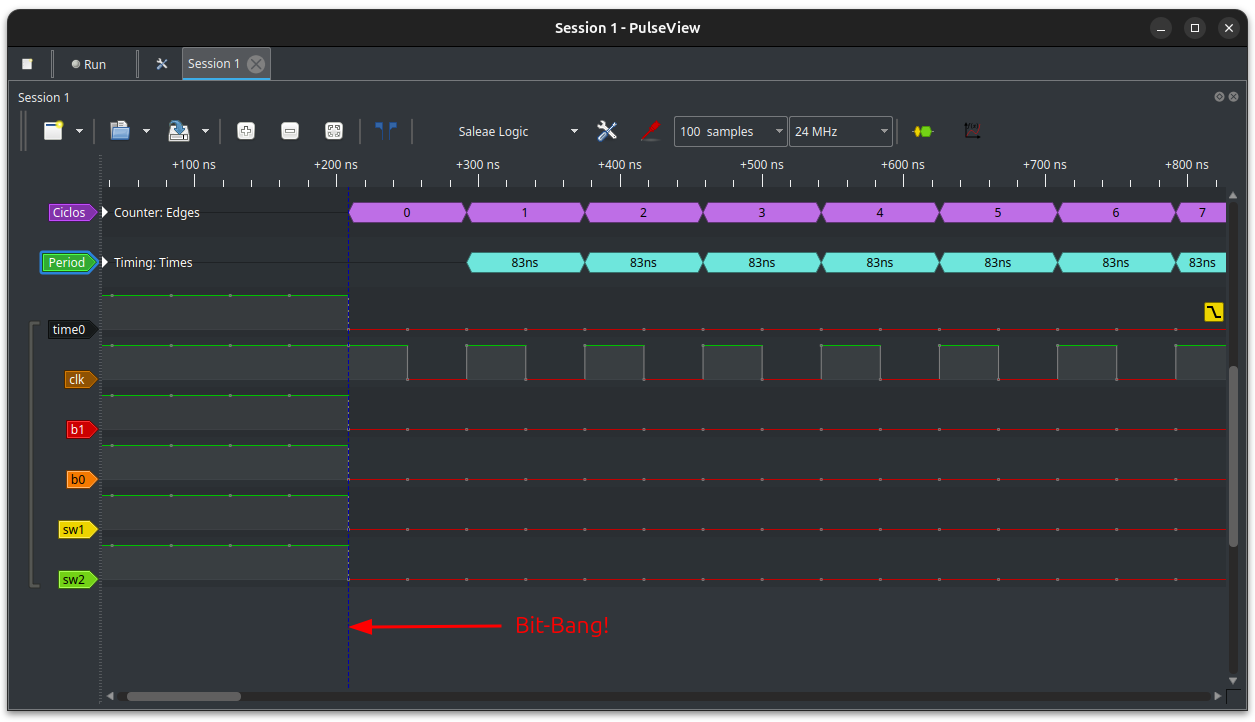 Session 1 - PulseView
Run
Session 1
Session 1
Saleae Logic
100 samples
24 MHz
+100 ns +200 ns +300 ns +400 ns +500 ns +600 ns +700 ns +800 ns
Ciclos Counter: Edges 0 1 2 3 4 5 6 7
Period Timing: Times 83ns 83ns 83ns 83ns 83ns 83ns 83ns
time0
clk
b1
b0
sw1
sw2
Bit-Bang!